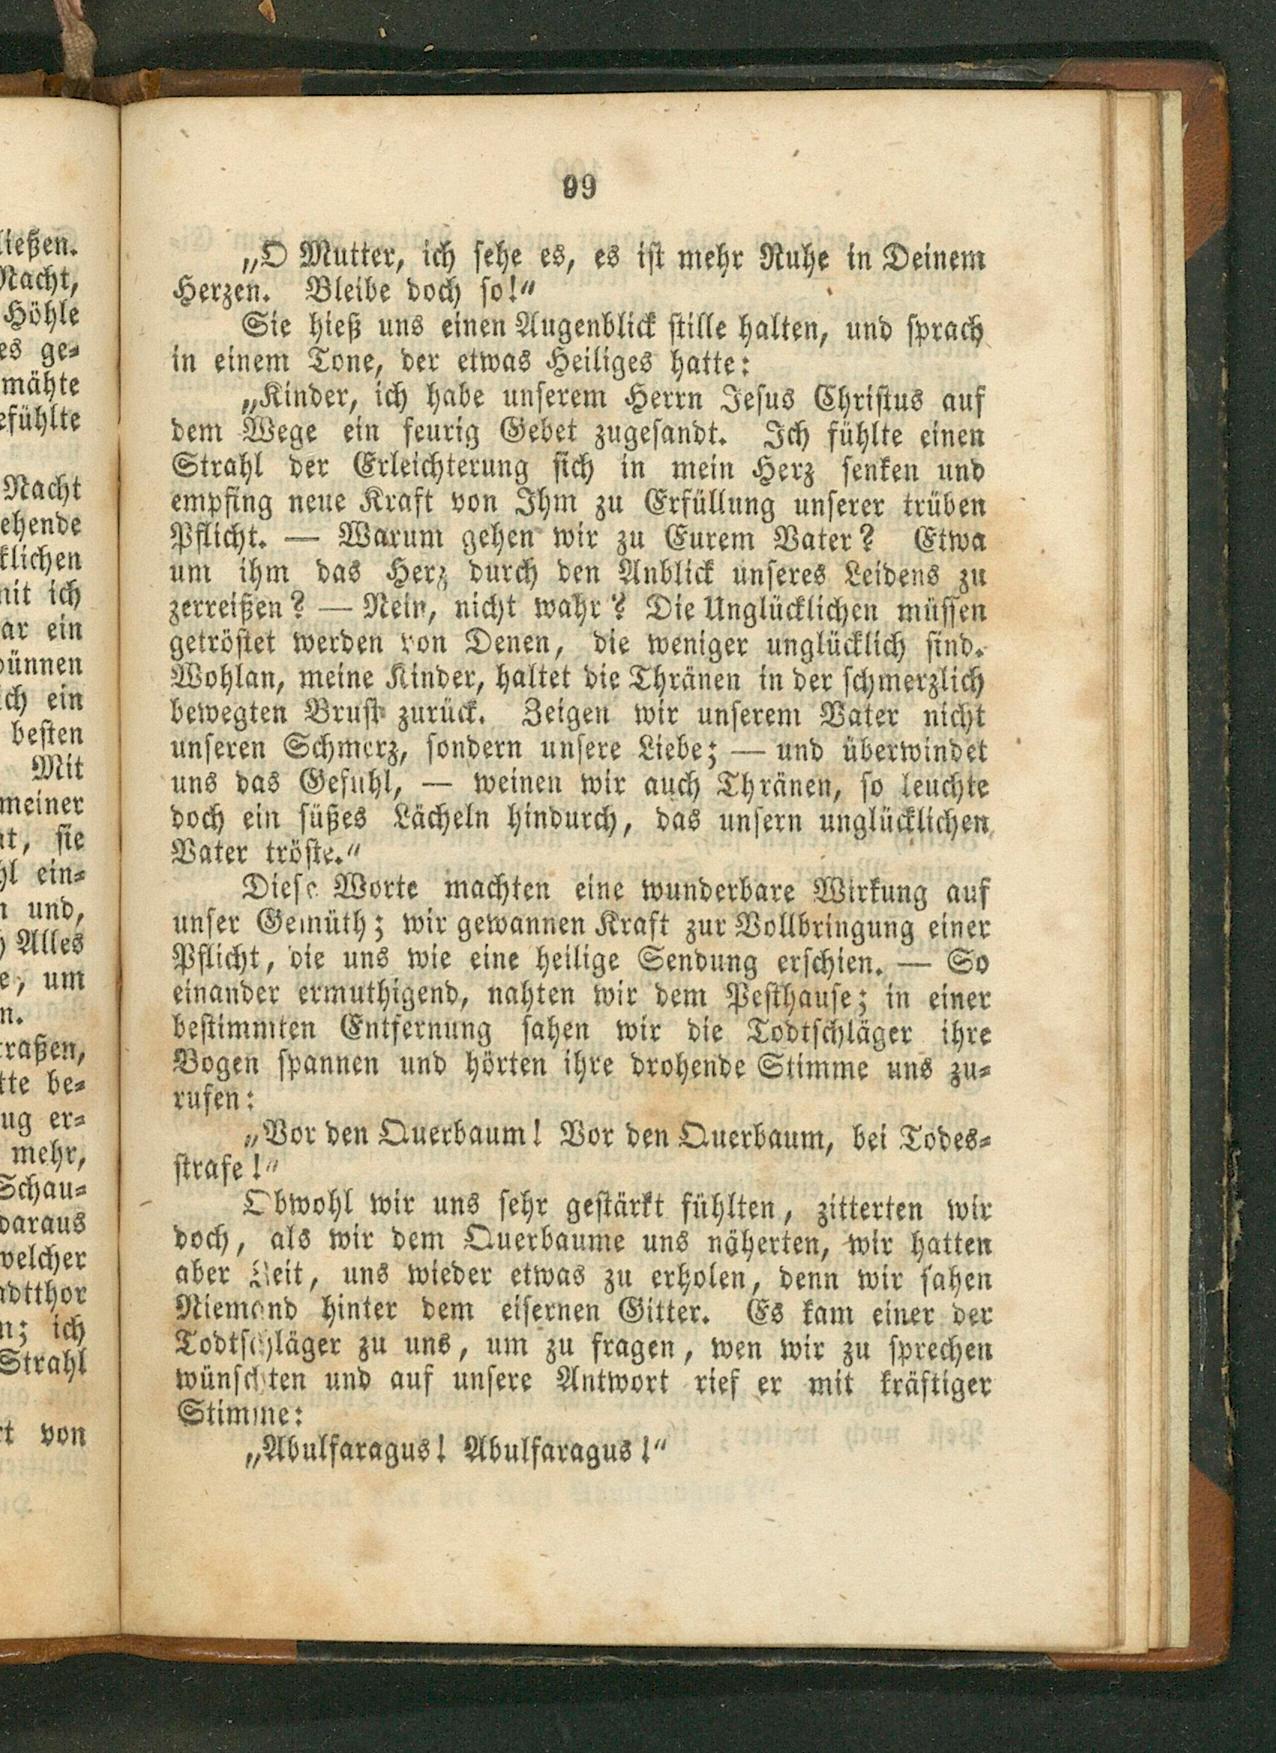 99
„O Mutter, ich sehe es, es ist mehr Ruhe in Deinem
Herzen. Bleibe doch so!“
Sie hieß uns einen Augenblick stille halten, und sprach
in einem Tone, der etwas Heiliges hatte:
„Kinder, ich habe unserem Herrn Jesus Christus auf
dem Wege ein feurig Gebet zugesandt. Ich fühlte einen
Strahl der Erleichterung sich in mein Herz senken und
empfing neue Kraft von Ihm zu Erfüllung unserer trüben
Pflicht. — Warum gehen wir zu Eurem Vater? Etwa
um ihm das Herz durch den Anblick unseres Leidens zu
zerreißen? — Nein, nicht wahr? Die Unglücklichen müssen
getröstet werden von Denen, die weniger unglücklich sind.
Wohlan, meine Kinder, haltet die Thränen in der schmerzlich
bewegten Brust zurück. Zeigen wir unserem Vater nicht
unseren Schmerz, sondern unsere Liebe; — und überwindet
uns das Gefuhl, — weinen wir auch Thränen, so leuchte
doch ein süßes Lächeln hindurch, das unsern unglücklichen
Vater tröste.“
Diese Worte machten eine wunderbare Wirkung auf
unser Gemüth; wir gewannen Kraft zur Vollbringung einer
Pflicht, die uns wie eine heilige Sendung erschien. — So
einander ermuthigend, nahten wir dem Pesthause; in einer
bestimmten Entfernung sahen wir die Todtschläger ihre
Bogen spannen und hörten ihre drohende Stimme uns zu-
rufen:
„Vor den Querbaum! Vor den Querbaum, bei Todes-
strafe!“
Obwohl wir uns sehr gestärkt fühlten, zitterten wir
doch, als wir dem Querbaume uns näherten, wir hatten
aber Zeit, uns wieder etwas zu erholen, denn wir sahen
Niemand hinter dem eisernen Gitter. Es kam einer der
Todtschläger zu uns, um zu fragen, wen wir zu sprechen
wünschten und auf unsere Antwort rief er mit kräftiger
Stimme:
„Abulfaragus! Abulfaragus!“